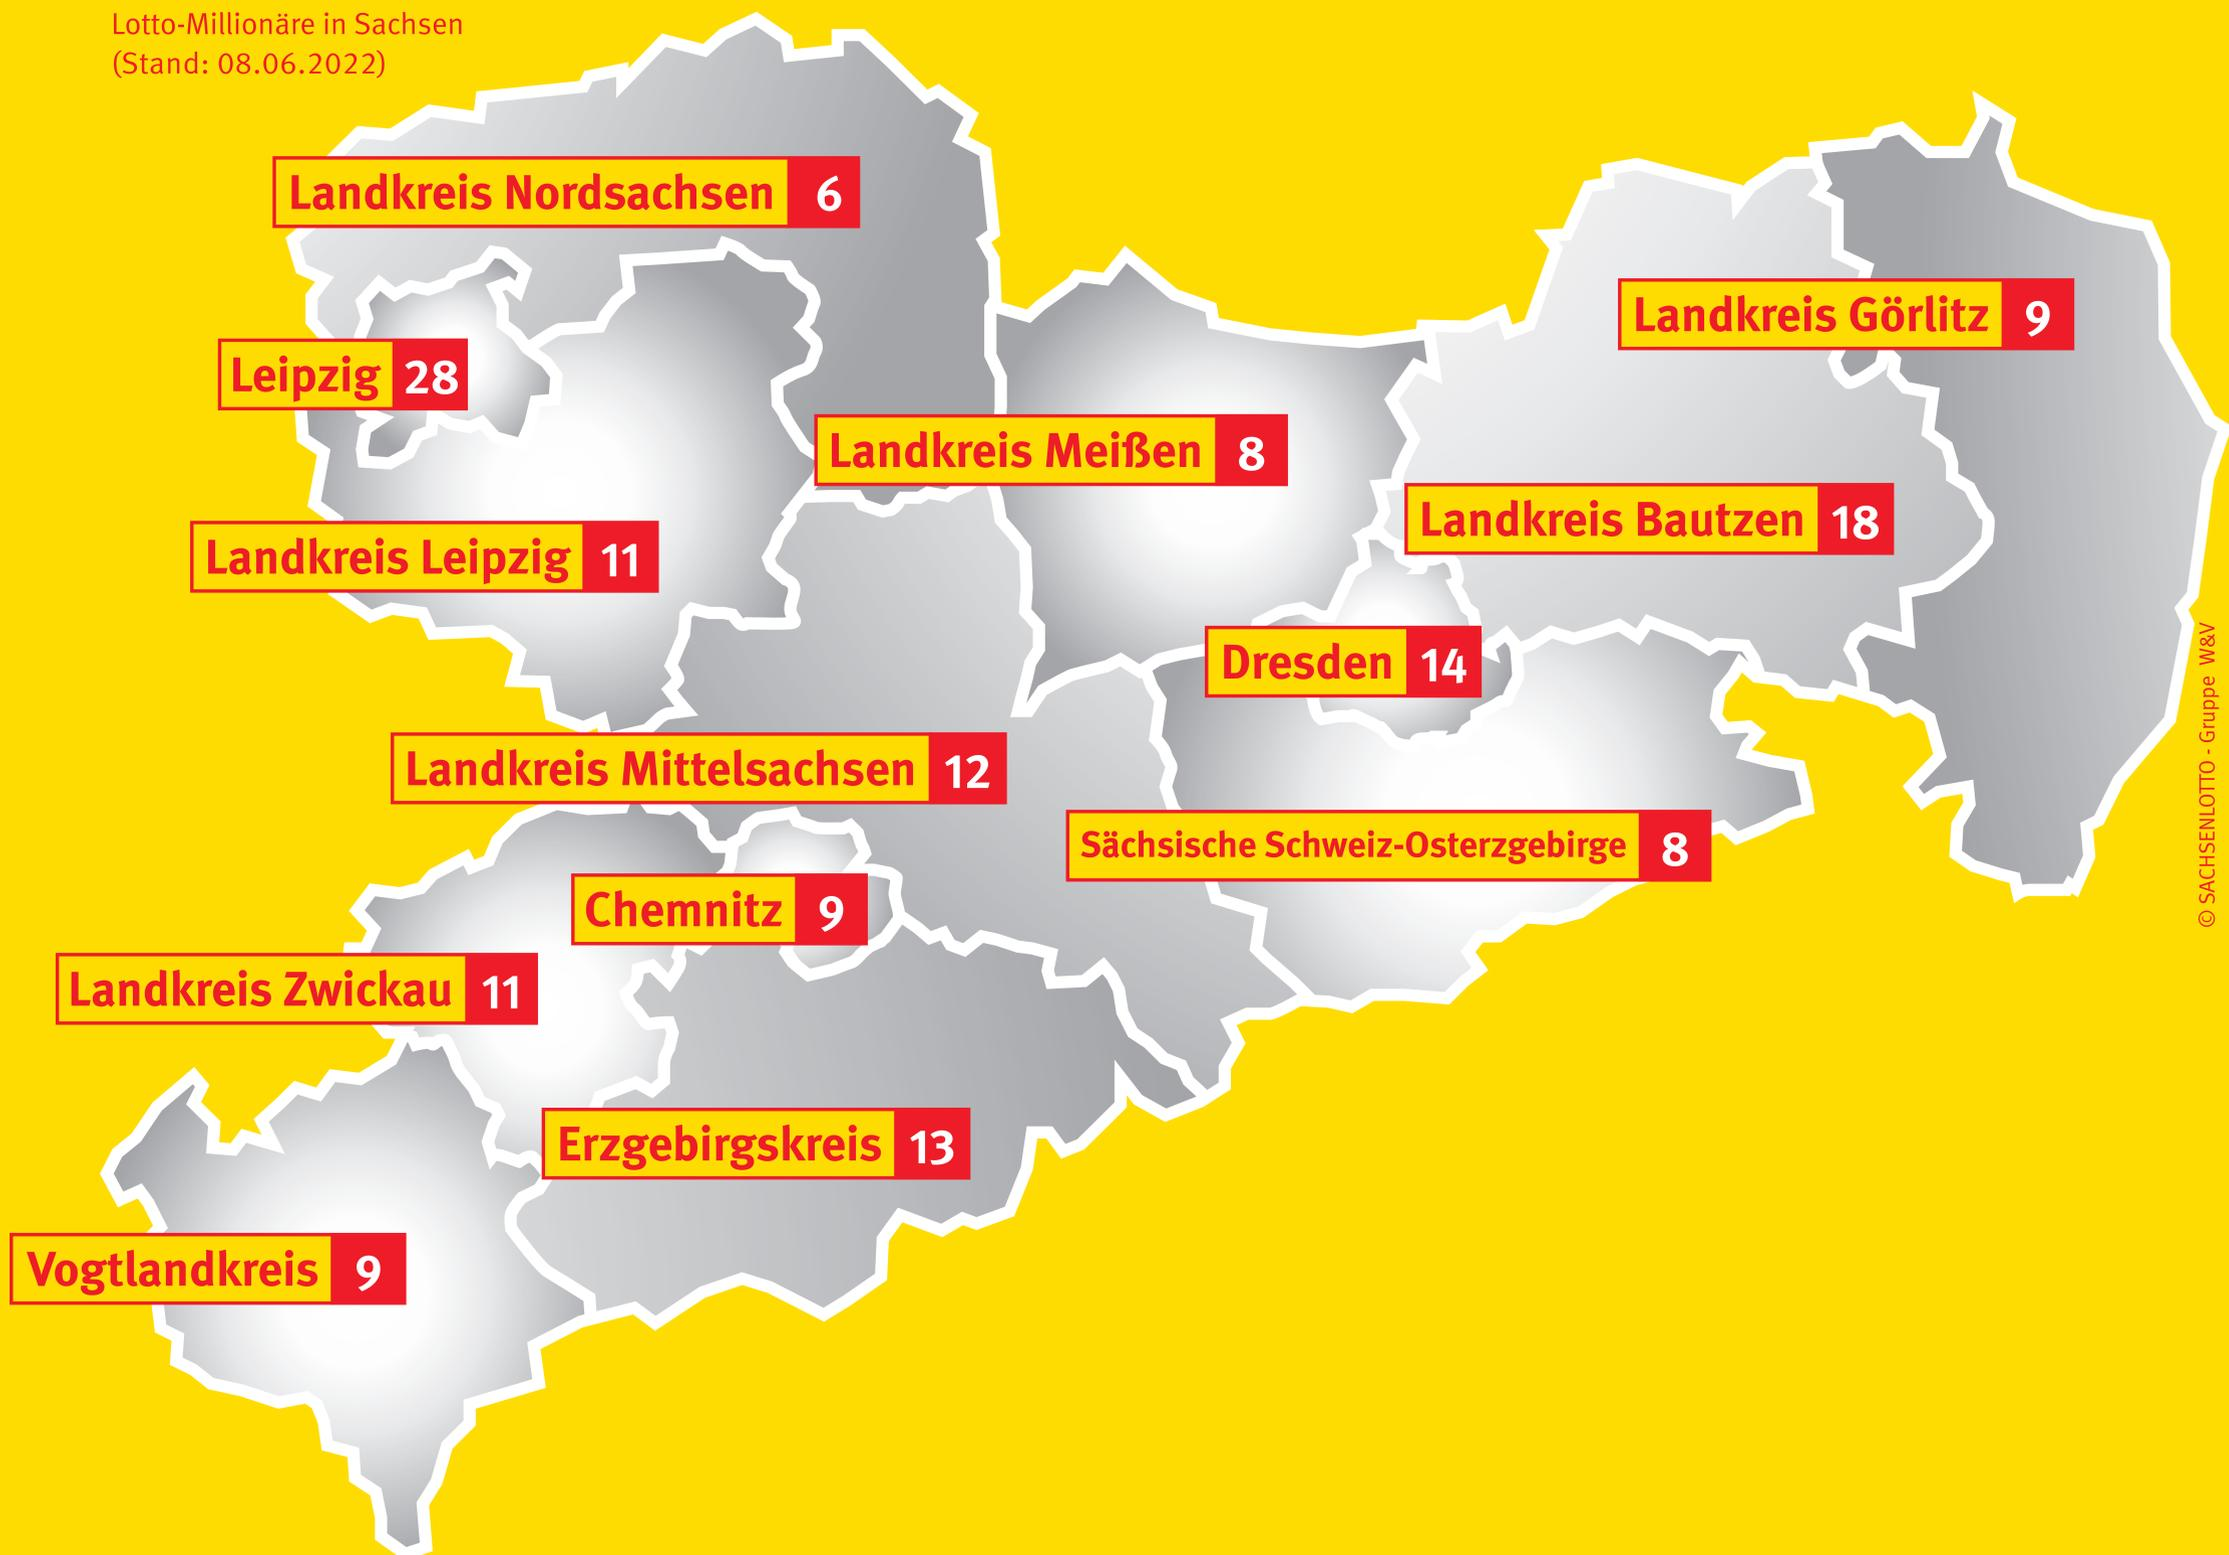 Lotto-Millionäre in Sachsen
(Stand: 08.06.2022)
Landkreis Nordsachsen 6
Landkreis Görlitz 9
Leipzig 28
Landkreis Meißen 8
Landkreis Bautzen 18
Landkreis Leipzig 11
Dresden 14
Landkreis Mittelsachsen 12
Sächsische Schweiz-Osterzgebirge 8
Chemnitz 9
Landkreis Zwickau 11
Erzgebirgskreis 13
Vogtlandkreis 9
© SACHSENLOTTO - Gruppe W&V